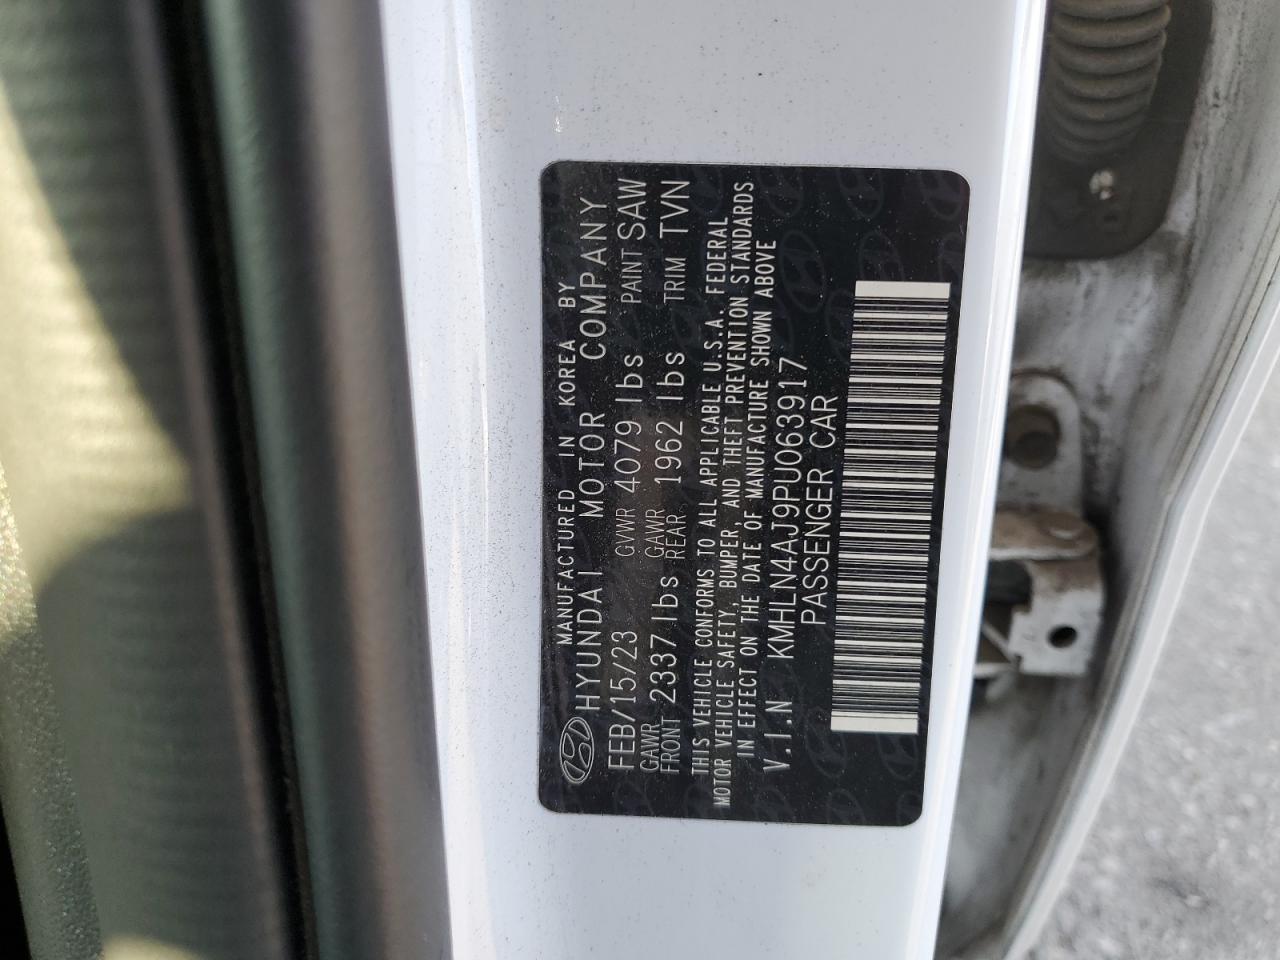 MANUFACTURED IN KOREA BY
HYUNDAI MOTOR COMPANY
FEB/15/23 GVWR 4079 lbs PAINT SAW
GAWR FRONT 2337 lbs GAWR REAR 1962 lbs TRIM TVN
THIS VEHICLE CONFORMS TO ALL APPLICABLE U.S.A. FEDERAL
MOTOR VEHICLE SAFETY, BUMPER, AND THEFT PREVENTION STANDARDS
IN EFFECT ON THE DATE OF MANUFACTURE SHOWN ABOVE
V.I.N KMHLN4AJ9PU063917
PASSENGER CAR